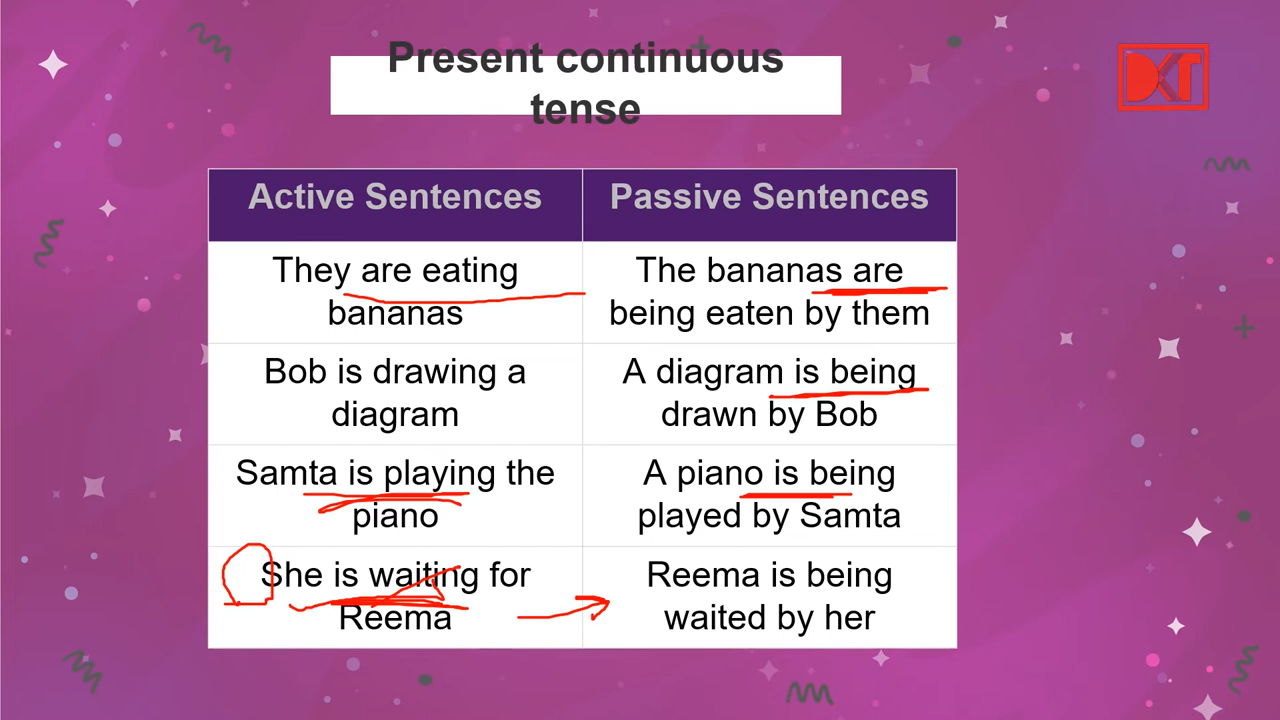 Present continuous
tense
DKT
Active Sentences
Passive Sentences
They are eating
bananas
The bananas are
being eaten by them
Bob is drawing a
diagram
A diagram is being
drawn by Bob
Samta is playing the
piano
A piano is being
played by Samta
She is waiting for
Reema
Reema is being
waited by her